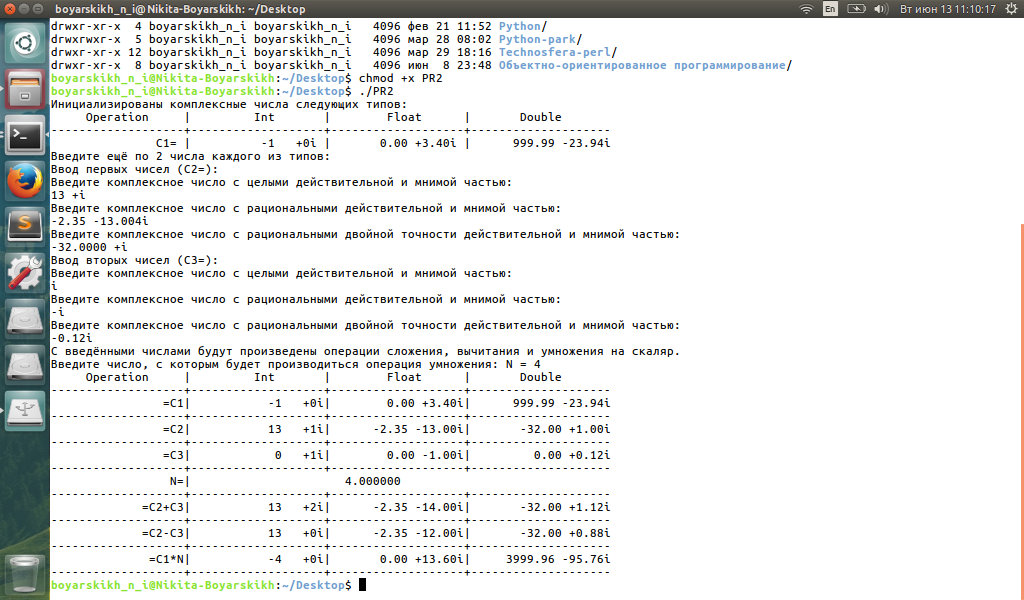 boyarskikh_n_i@Nikita-Boyarskikh: ~/Desktop En Вт июн 13 11:10:17
drwxr-xr-x  4 boyarskikh_n_i boyarskikh_n_i   4096 фев 21 11:52 Python/
drwxrwxr-x  5 boyarskikh_n_i boyarskikh_n_i   4096 мар 28 08:02 Python-park/
drwxr-xr-x 12 boyarskikh_n_i boyarskikh_n_i   4096 мар 29 18:16 Technosfera-perl/
drwxr-xr-x  8 boyarskikh_n_i boyarskikh_n_i   4096 июн  8 23:48 Объектно-ориентированное программирование/
boyarskikh_n_i@Nikita-Boyarskikh:~/Desktop$ chmod +x PR2
boyarskikh_n_i@Nikita-Boyarskikh:~/Desktop$ ./PR2
Инициализированы комплексные числа следующих типов:
     Operation     |         Int       |        Float      |       Double
-------------------+-------------------+-------------------+--------------------
               C1= |          -1   +0i |       0.00 +3.40i |      999.99 -23.94i
Введите ещё по 2 числа каждого из типов:
Ввод первых чисел (C2=):
Введите комплексное число с целыми действительной и мнимой частью:
13 +i
Введите комплексное число с рациональными действительной и мнимой частью:
-2.35 -13.004i
Введите комплексное число с рациональными двойной точности действительной и мнимой частью:
-32.0000 +i
Ввод вторых чисел (C3=):
Введите комплексное число с целыми действительной и мнимой частью:
i
Введите комплексное число с рациональными действительной и мнимой частью:
-i
Введите комплексное число с рациональными двойной точности действительной и мнимой частью:
-0.12i
С введёнными числами будут произведены операции сложения, вычитания и умножения на скаляр.
Введите число, с которым будет производиться операция умножения: N = 4
     Operation     |         Int       |        Float      |       Double
-------------------+-------------------+-------------------+--------------------
                =C1|           -1   +0i|        0.00 +3.40i|      999.99 -23.94i
-------------------+-------------------+-------------------+--------------------
                =C2|           13   +1i|      -2.35 -13.00i|       -32.00 +1.00i
-------------------+-------------------+-------------------+--------------------
                =C3|            0   +1i|        0.00 -1.00i|         0.00 +0.12i
-------------------+-------------------+-------------------+--------------------
                 N=|                      4.000000
-------------------+-------------------+-------------------+--------------------
             =C2+C3|           13   +2i|      -2.35 -14.00i|       -32.00 +1.12i
-------------------+-------------------+-------------------+--------------------
             =C2-C3|           13   +0i|      -2.35 -12.00i|       -32.00 +0.88i
-------------------+-------------------+-------------------+--------------------
              =C1*N|           -4   +0i|       0.00 +13.60i|     3999.96 -95.76i
-------------------+-------------------+-------------------+--------------------
boyarskikh_n_i@Nikita-Boyarskikh:~/Desktop$